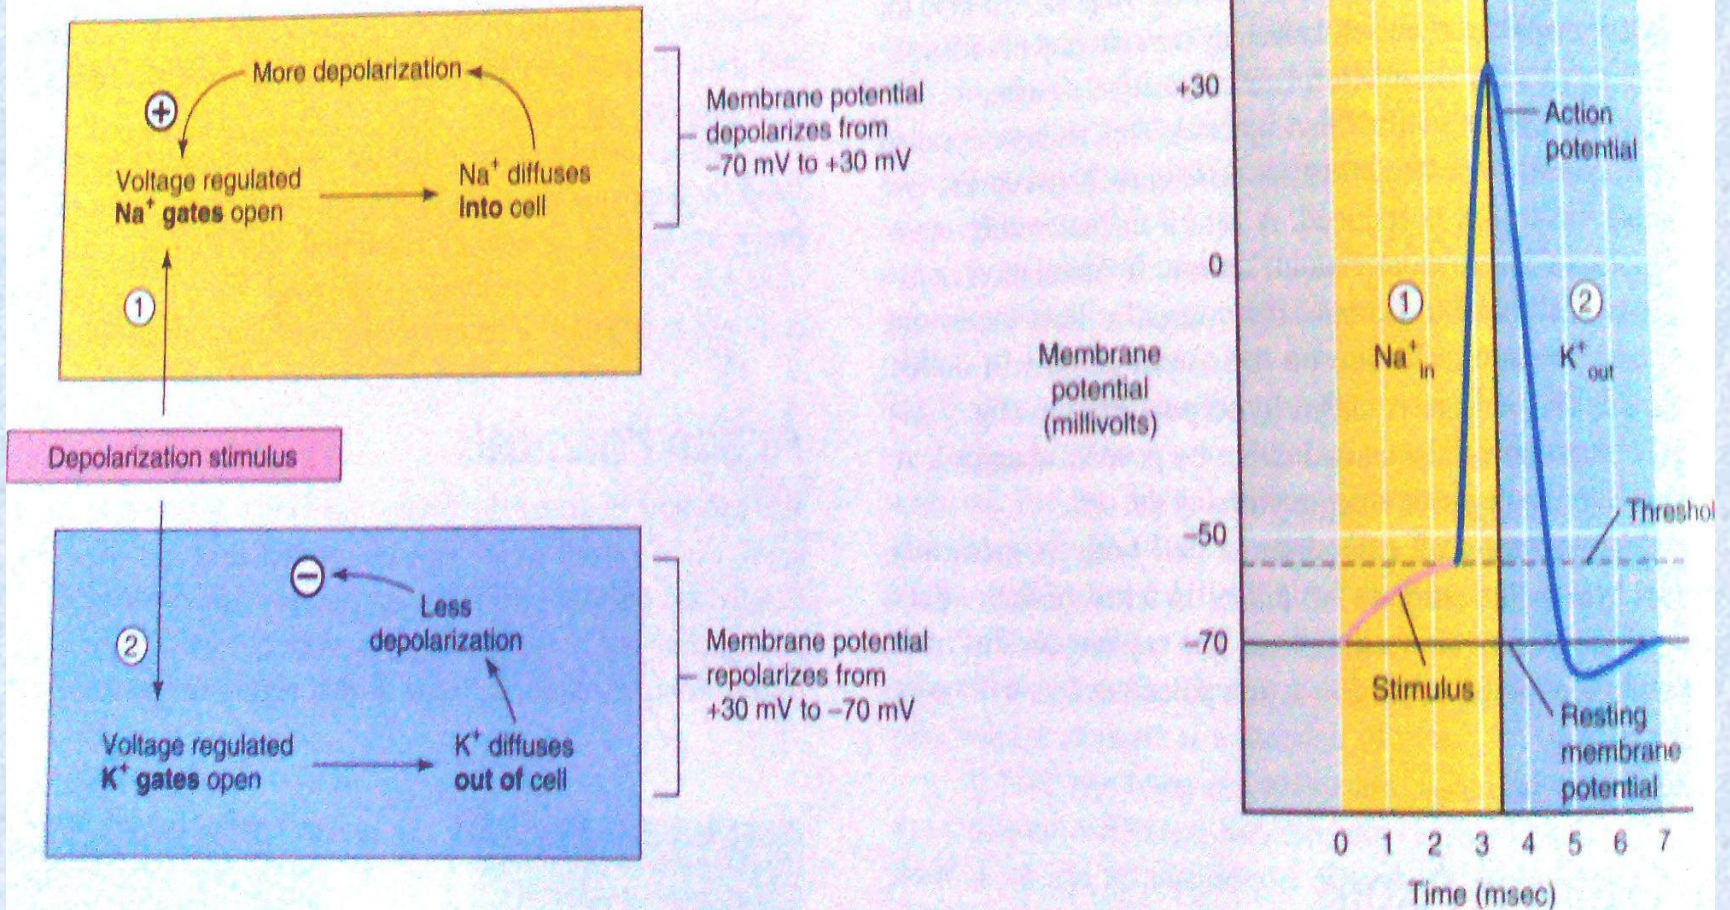 More depolarization
+
Voltage regulated
Na⁺ gates open
Na⁺ diffuses
into cell
1
Membrane potential
depolarizes from
–70 mV to +30 mV
Depolarization stimulus
2
–
Less
depolarization
Voltage regulated
K⁺ gates open
K⁺ diffuses
out of cell
Membrane potential
repolarizes from
+30 mV to –70 mV
+30
0
–50
–70
Membrane
potential
(millivolts)
Action
potential
1
Na⁺ in
2
K⁺ out
Threshol
Stimulus
Resting
membrane
potential
0 1 2 3 4 5 6 7
Time (msec)